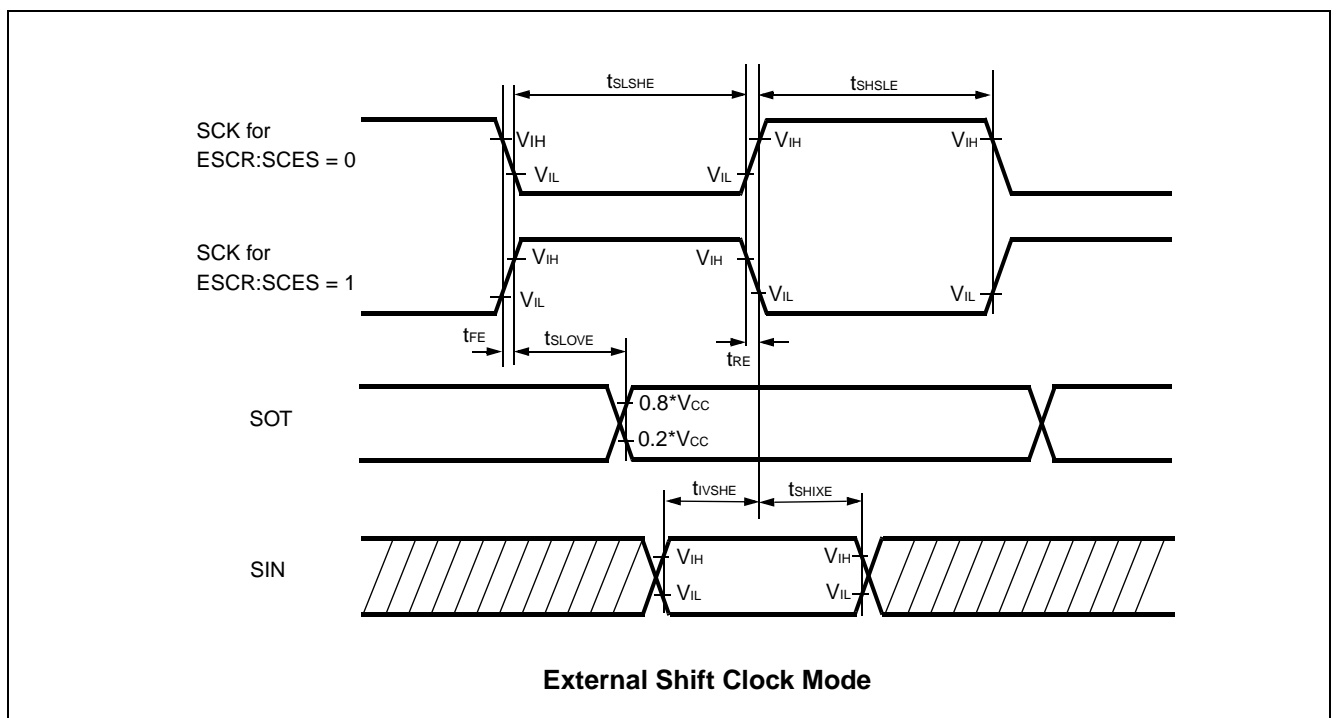 tSLSHE
tSHSLE
SCK for
ESCR:SCES = 0
VIH
VIL
VIL
VIH
VIH
SCK for
ESCR:SCES = 1
VIH
VIL
VIH
VIL
VIL
tFE
tSLOVE
tRE
SOT
0.8*VCC
0.2*VCC
tIVSHE
tSHIXE
SIN
VIH
VIL
VIH
VIL
External Shift Clock Mode